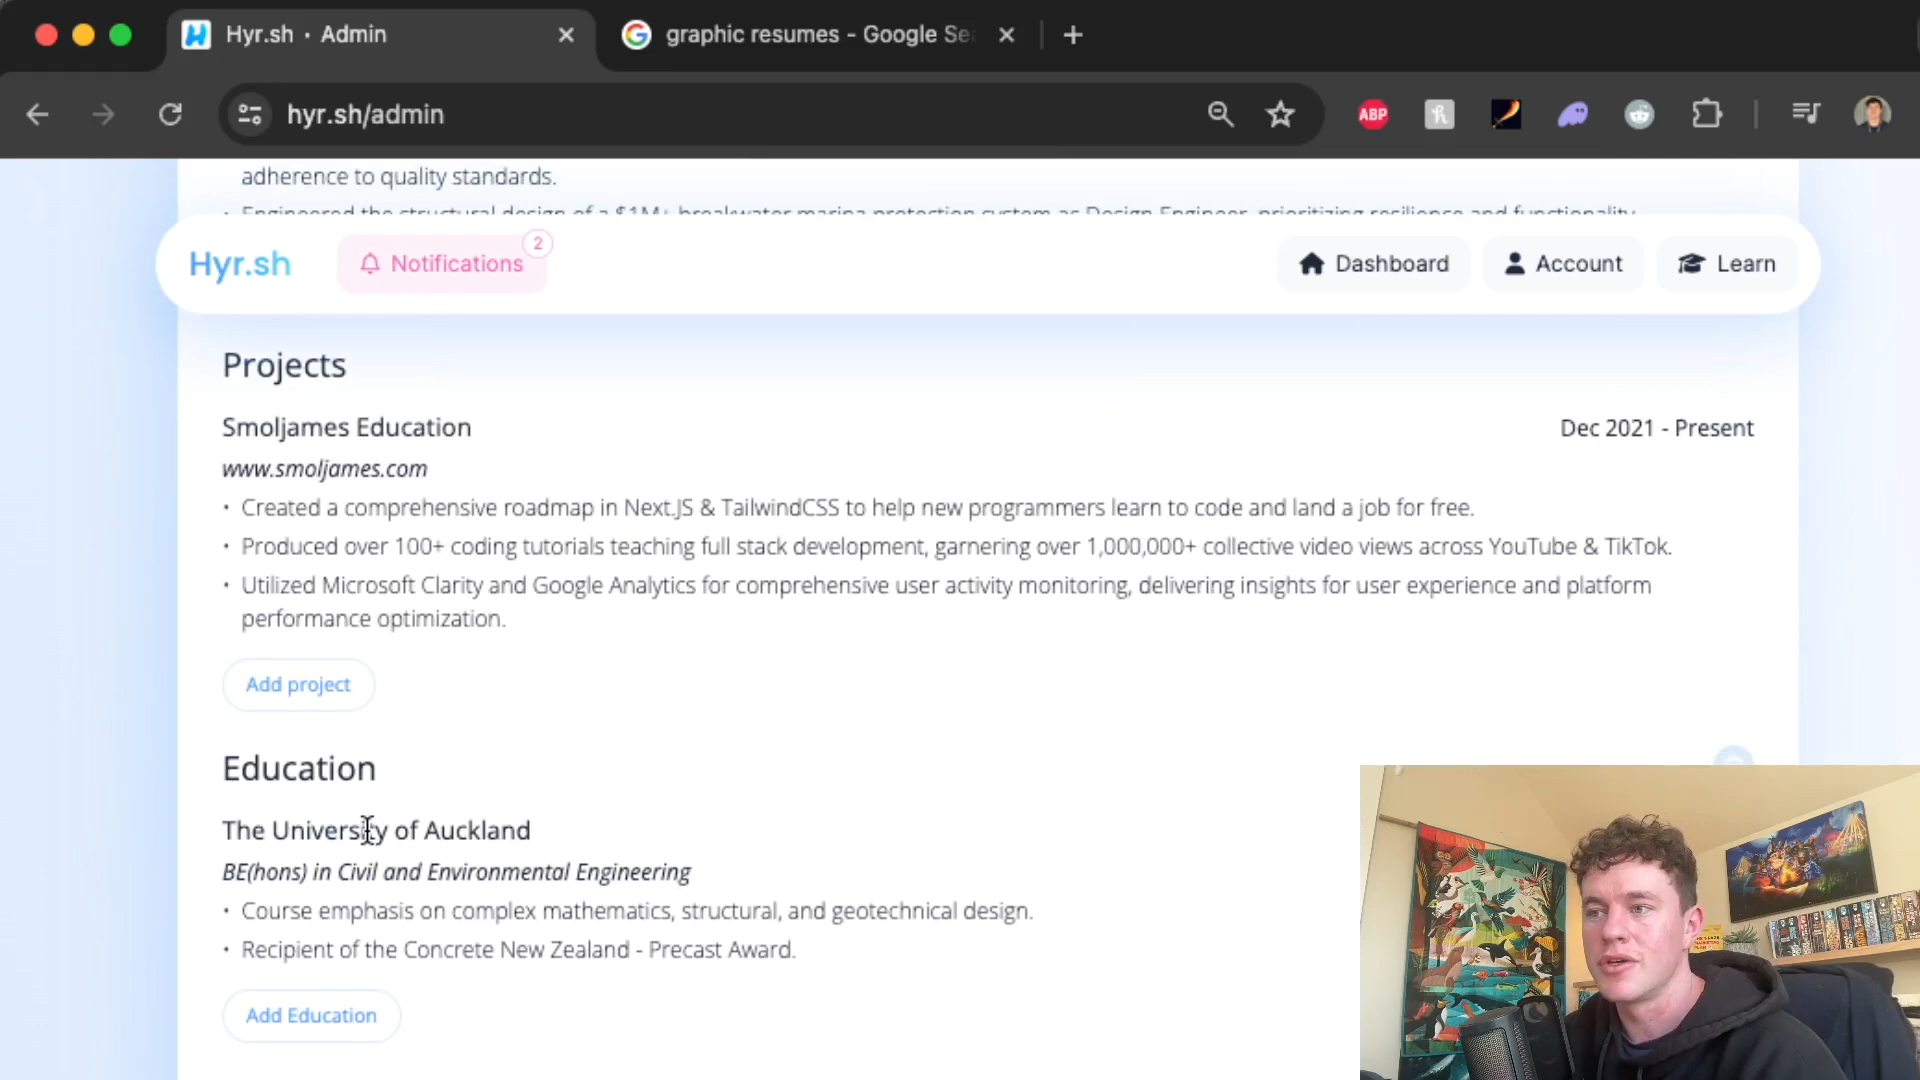 Hyr.sh · Admin
graphic resumes - Google Se
hyr.sh/admin
ABP
adherence to quality standards.
Engineered the structural design of a $1M+ breakwater marina protection system as Design Engineer, prioritizing resilience and functionality.
Hyr.sh
Notifications
2
Dashboard
Account
Learn
Projects
Smoljames Education
Dec 2021 - Present
www.smoljames.com
• Created a comprehensive roadmap in Next.JS & TailwindCSS to help new programmers learn to code and land a job for free.
• Produced over 100+ coding tutorials teaching full stack development, garnering over 1,000,000+ collective video views across YouTube & TikTok.
• Utilized Microsoft Clarity and Google Analytics for comprehensive user activity monitoring, delivering insights for user experience and platform
performance optimization.
Add project
Education
The University of Auckland
BE(hons) in Civil and Environmental Engineering
• Course emphasis on complex mathematics, structural, and geotechnical design.
• Recipient of the Concrete New Zealand - Precast Award.
Add Education